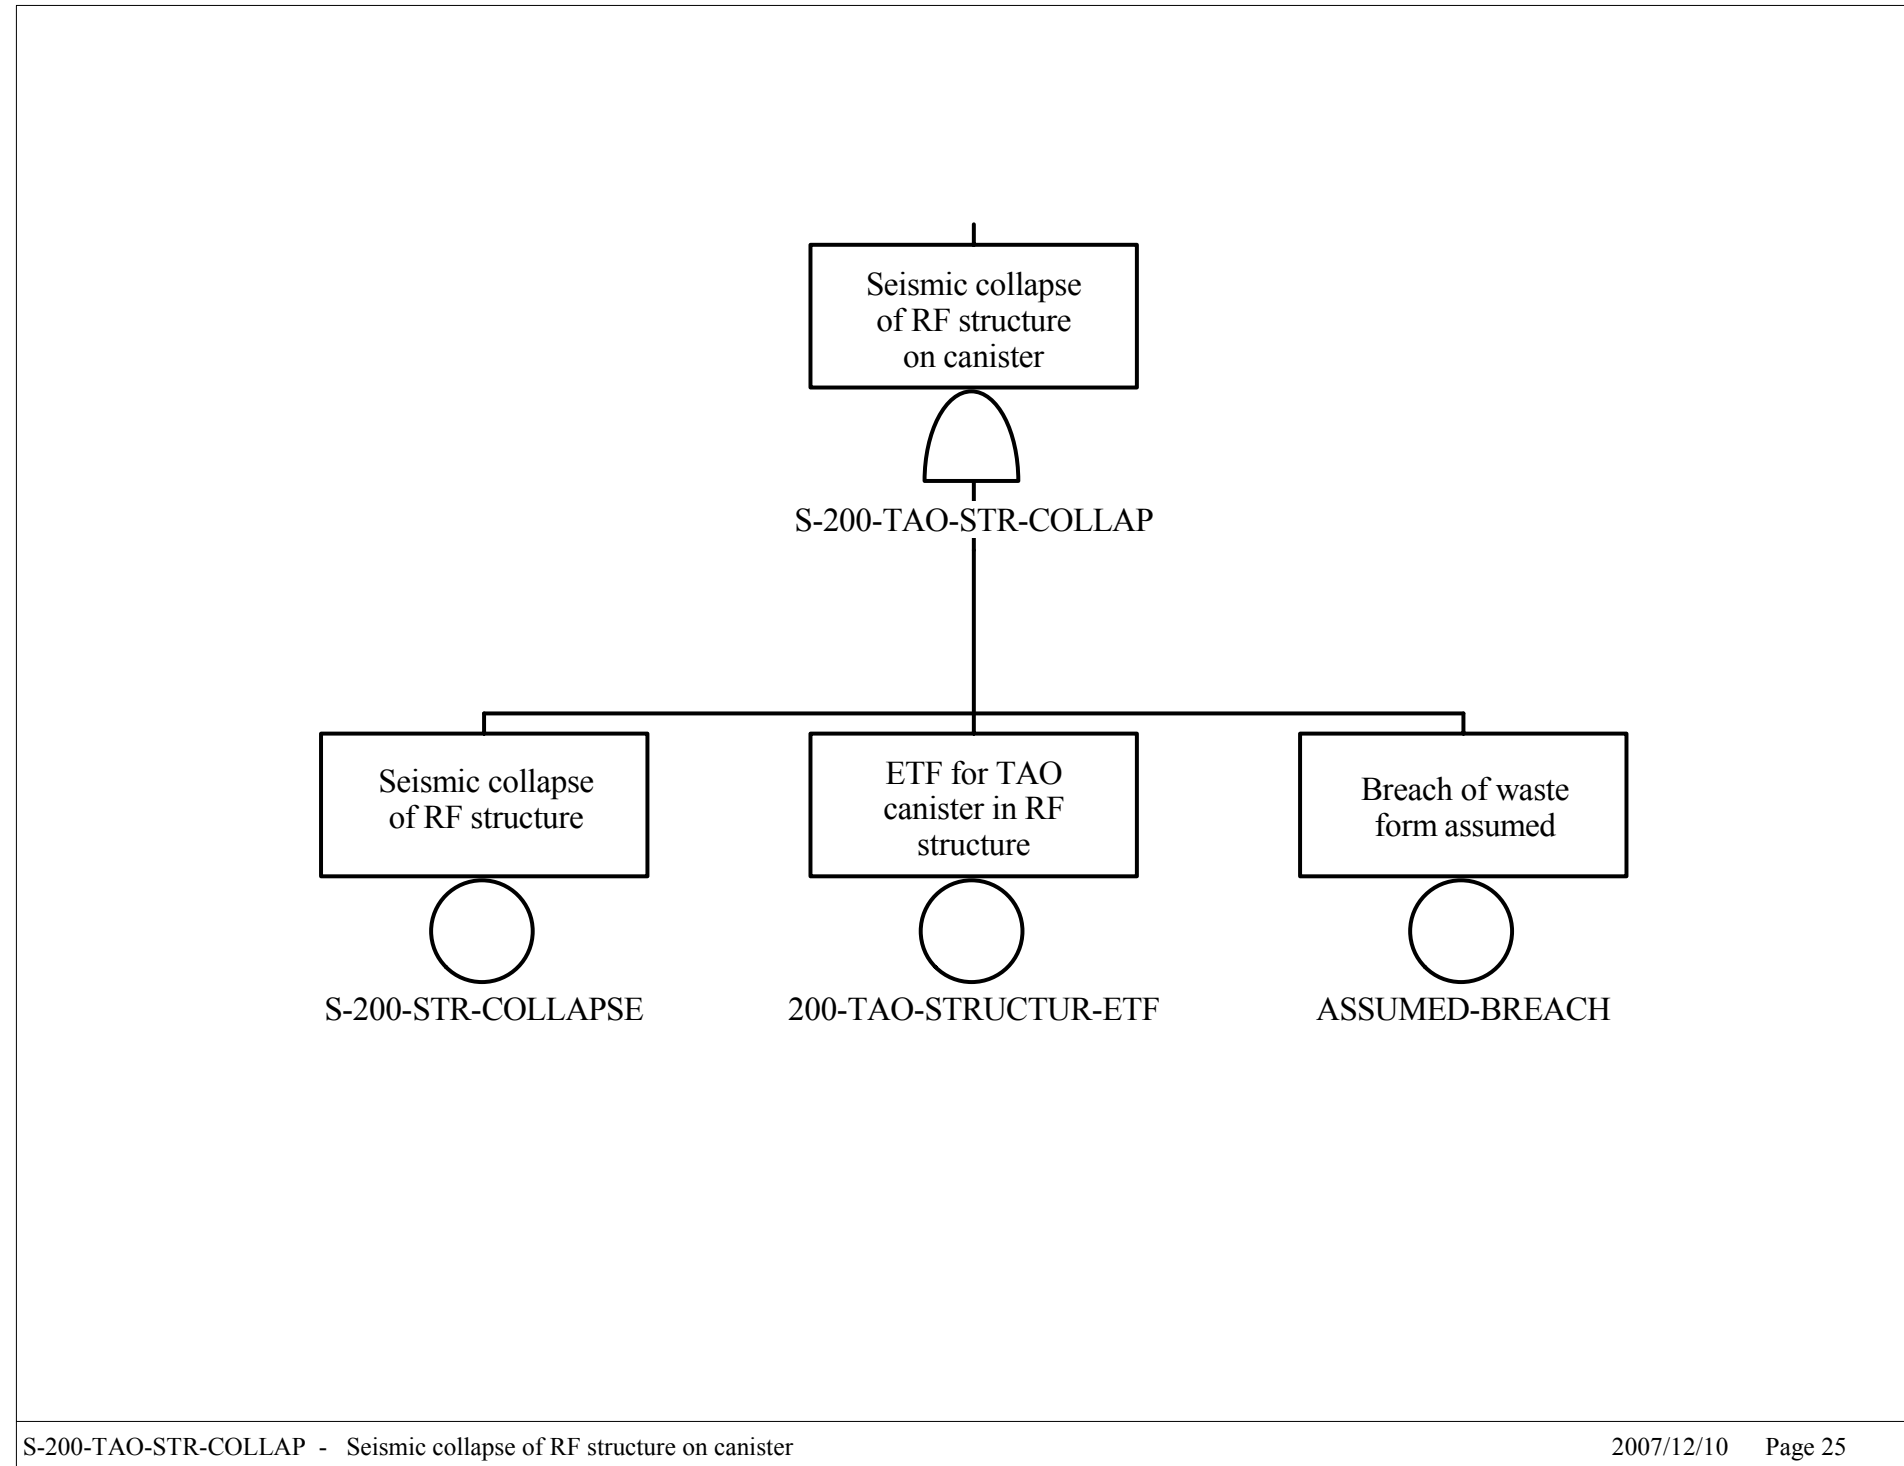 Seismic collapse
of RF structure
on canister
S-200-TAO-STR-COLLAP
Seismic collapse
of RF structure
ETF for TAO
canister in RF
structure
Breach of waste
form assumed
S-200-STR-COLLAPSE
200-TAO-STRUCTUR-ETF
ASSUMED-BREACH
S-200-TAO-STR-COLLAP - Seismic collapse of RF structure on canister
2007/12/10 Page 25